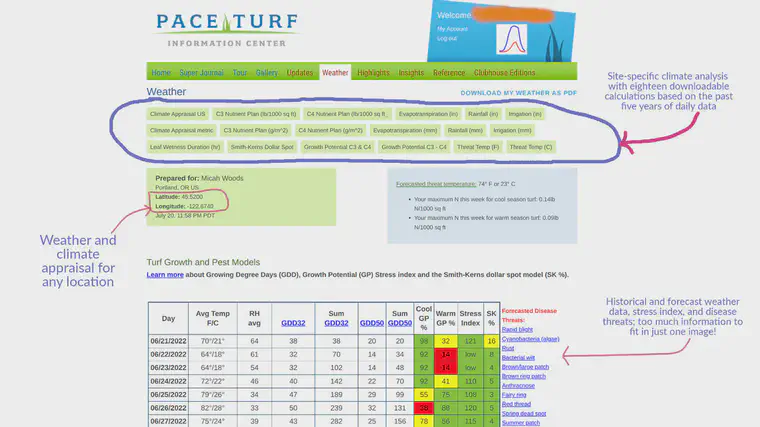 PACE TURF
INFORMATION CENTER
Welcome
My Account
Log out
Home Super Journal Tour Gallery Updates Weather Highlights Insights Reference Clubhouse Editions
Weather
DOWNLOAD MY WEATHER AS PDF
Climate Appraisal US C3 Nutrient Plan (lb/1000 sq ft) C4 Nutrient Plan (lb/1000 sq ft_ Evapotranspiration (in) Rainfall (in) Irrigation (in)
Climate Appraisal metric C3 Nutrient Plan (g/m^2) C4 Nutrient Plan (g/m^2) Evapotranspiration (mm) Rainfall (mm) Irrigation (mm)
Leaf Wetness Duration (hr) Smith-Kerns Dollar Spot Growth Potential C3 & C4 Growth Potential C3 - C4 Threat Temp (F) Threat Temp (C)
Site-specific climate analysis
with eighteen downloadable
calculations based on the past
five years of daily data
Prepared for: Micah Woods
Portland, OR US
Latitude: 45.5200
Longitude: -122.6740
July 20, 11:58 PM PDT
Forecasted threat temperature: 74° F or 23° C
Your maximum N this week for cool season turf: 0.14lb
N/1000 sq ft
Your maximum N this week for warm season turf: 0.09lb
N/1000 sq ft
Weather and
climate
appraisal for
any location
Turf Growth and Pest Models
Learn more about Growing Degree Days (GDD), Growth Potential (GP) Stress index and the Smith-Kerns dollar spot model (SK %).
Day Avg Temp F/C RH avg GDD32 Sum GDD32 GDD50 Sum GDD50 Cool GP % Warm GP % Stress Index SK %
06/21/2022 70°/21° 64 38 38 20 20 98 32 121 16
06/22/2022 64°/18° 61 32 70 14 34 92 14 low 8
06/23/2022 64°/18° 54 32 102 14 48 92 14 low 4
06/24/2022 72°/22° 46 40 142 22 70 92 41 110 5
06/25/2022 79°/26° 34 47 189 29 99 55 75 108 3
06/26/2022 82°/28° 33 50 239 32 131 88 120 5
06/27/2022 75°/24° 39 43 282 25 156 78 56 115 4
Forecasted Disease
Threats:
Rapid blight
Cyanobacteria (algae)
Rust
Bacterial wilt
Brown/large patch
Brown ring patch
Anthracnose
Fairy ring
Red thread
Spring dead spot
Summer patch
Historical and forecast weather
data, stress index, and disease
threats; too much information to
fit in just one image!